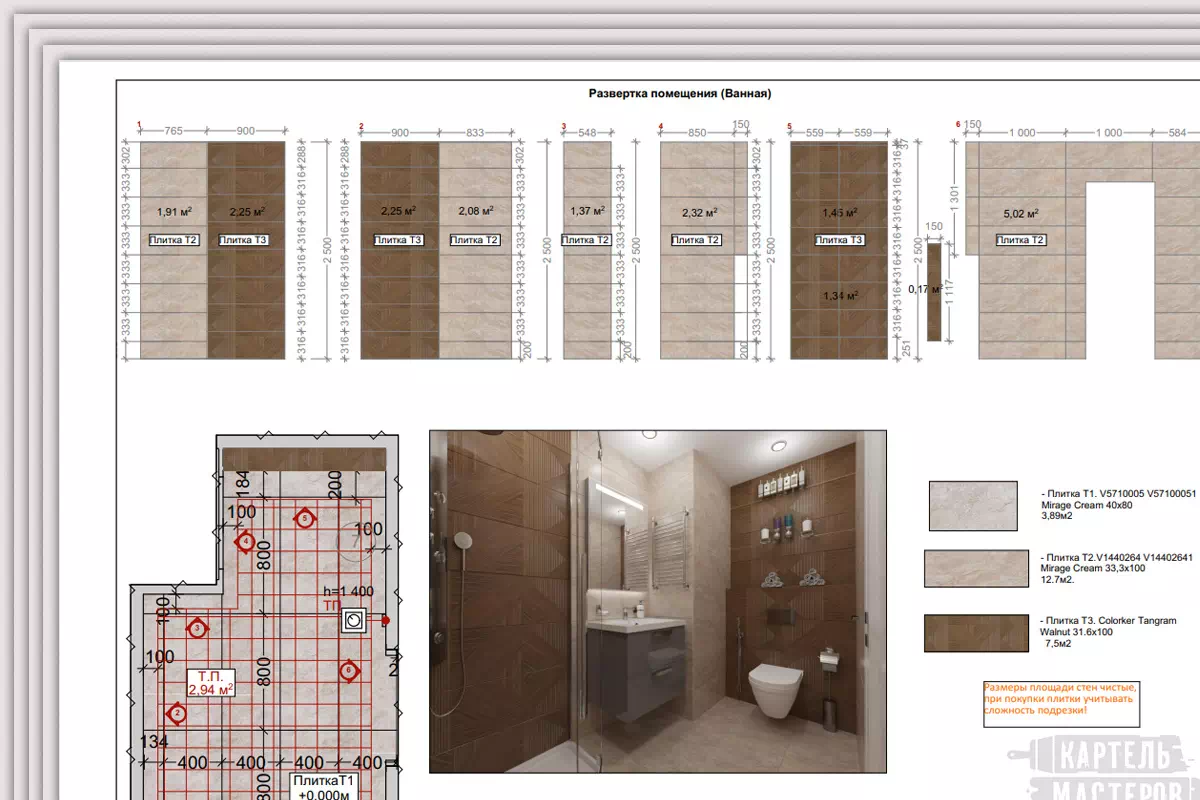 Развертка помещения (Ванная)
1 2 3 4 5 6
765 900 900 833 548 850 150 559 559 150 1 000 1 000 584
1,91 м² 2,25 м² 2,25 м² 2,08 м² 1,37 м² 2,32 м² 1,45 м² 5,02 м²
Плитка Т2 Плитка Т3 Плитка Т3 Плитка Т2 Плитка Т2 Плитка Т2 Плитка Т3 Плитка Т2
302 333 333 333 333 333 333
288 316 316 316 316 316 316 316
2 500
288 316 316 316 316 316 316 316
302 333 333 333 333 333 333 200
2 500
333 333 333 333 333 333 200
2 500
302 333 333 333 333 333 333 200
2 500
37 316 316 316 316 316 316 316 251
2 500
1 301
150
1,34 м²
0,17 м²
1 117
184 200
100 100
5
4
7
800
h=1 400
ТП
100
3
100
800
2
6
Т.П.
2,94 м²
2
134
400 400 400 400
800
ПлиткаТ1
+0.000м
- Плитка Т1. V5710005 V57100051
Mirage Cream 40x80
3,89м2
- Плитка Т2.V1440264 V14402641
Mirage Cream 33,3x100
12.7м2.
- Плитка Т3. Colorker Tangram
Walnut 31.6x100
7,5м2
Размеры площади стен чистые,
при покупки плитки учитывать
сложность подрезки!
КАРТЕЛЬ
МАСТЕРОВ